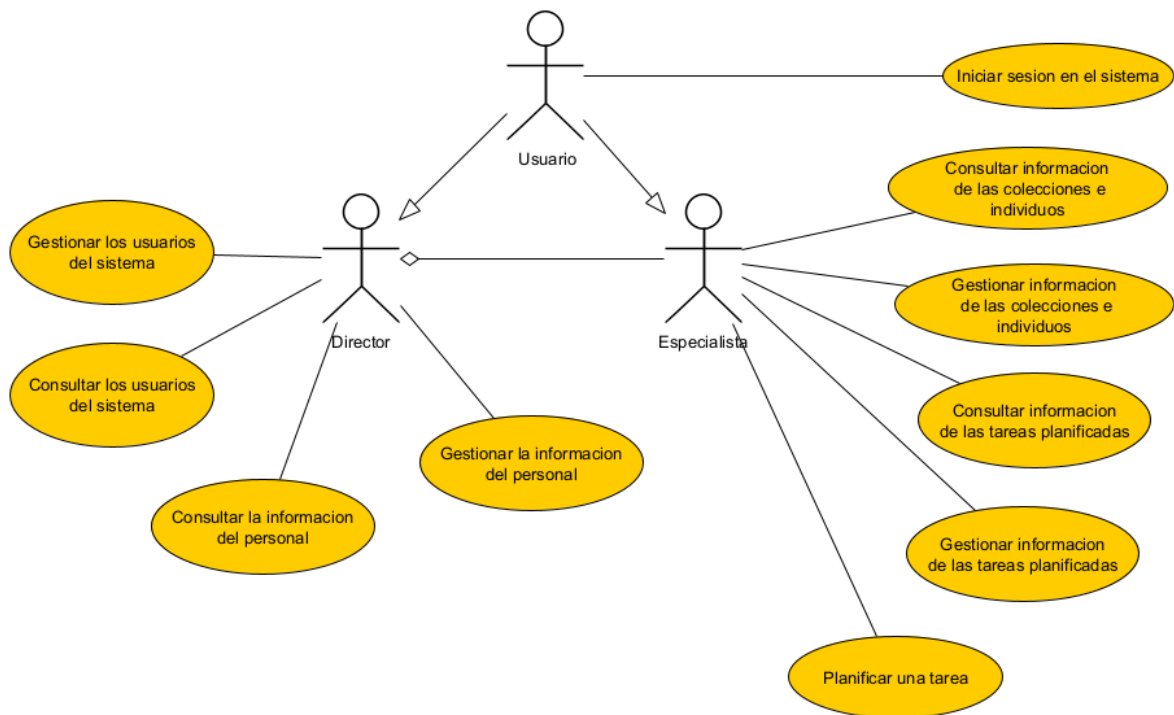 Iniciar sesion en el sistema
Usuario
Consultar informacion
de las colecciones e
individuos
Gestionar los usuarios
del sistema
Gestionar informacion
de las colecciones e
individuos
Director
Especialista
Consultar los usuarios
del sistema
Consultar informacion
de las tareas planificadas
Gestionar la informacion
del personal
Consultar la informacion
del personal
Gestionar informacion
de las tareas planificadas
Planificar una tarea